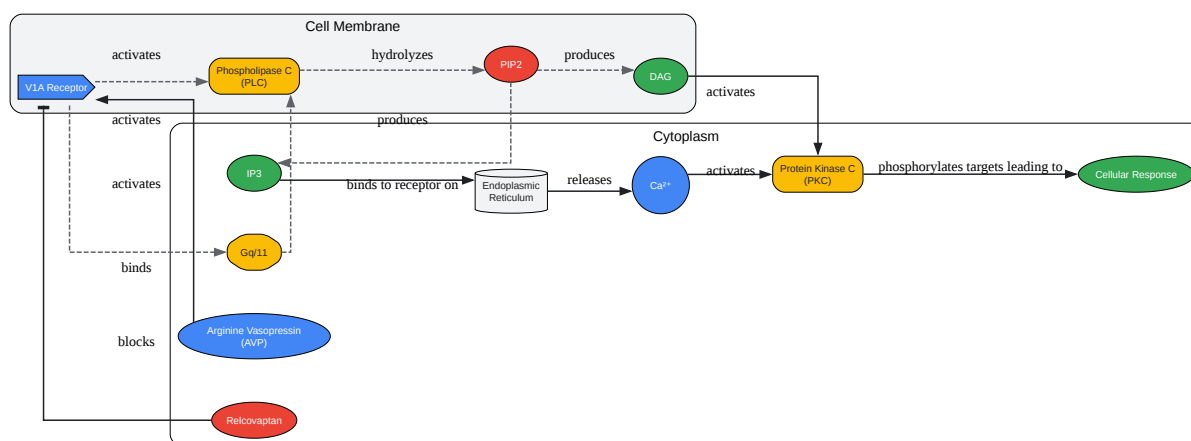 Cell Membrane
activates
hydrolyzes
produces
V1A Receptor
Phospholipase C
(PLC)
PIP2
DAG
activates
activates
produces
Cytoplasm
activates
IP3
binds to receptor on
Endoplasmic
Reticulum
releases
Ca²⁺
activates
Protein Kinase C
(PKC)
phosphorylates targets leading to
Cellular Response
Gq/11
binds
Arginine Vasopressin
(AVP)
blocks
Relcovaptan